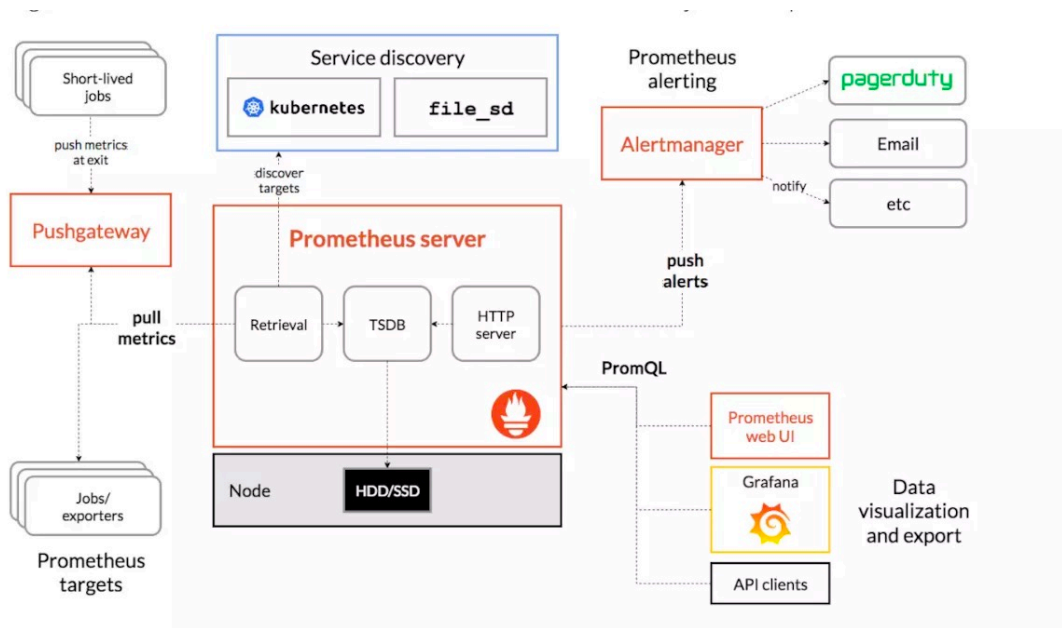 Short-lived
jobs
push metrics
at exit
Pushgateway
pull
metrics
Jobs/
exporters
Prometheus
targets
Service discovery
kubernetes
file_sd
discover
targets
Prometheus server
Retrieval
TSDB
HTTP
server
Node
HDD/SSD
Prometheus
alerting
Alertmanager
pagerduty
Email
notify
etc
push
alerts
PromQL
Prometheus
web UI
Grafana
API clients
Data
visualization
and export